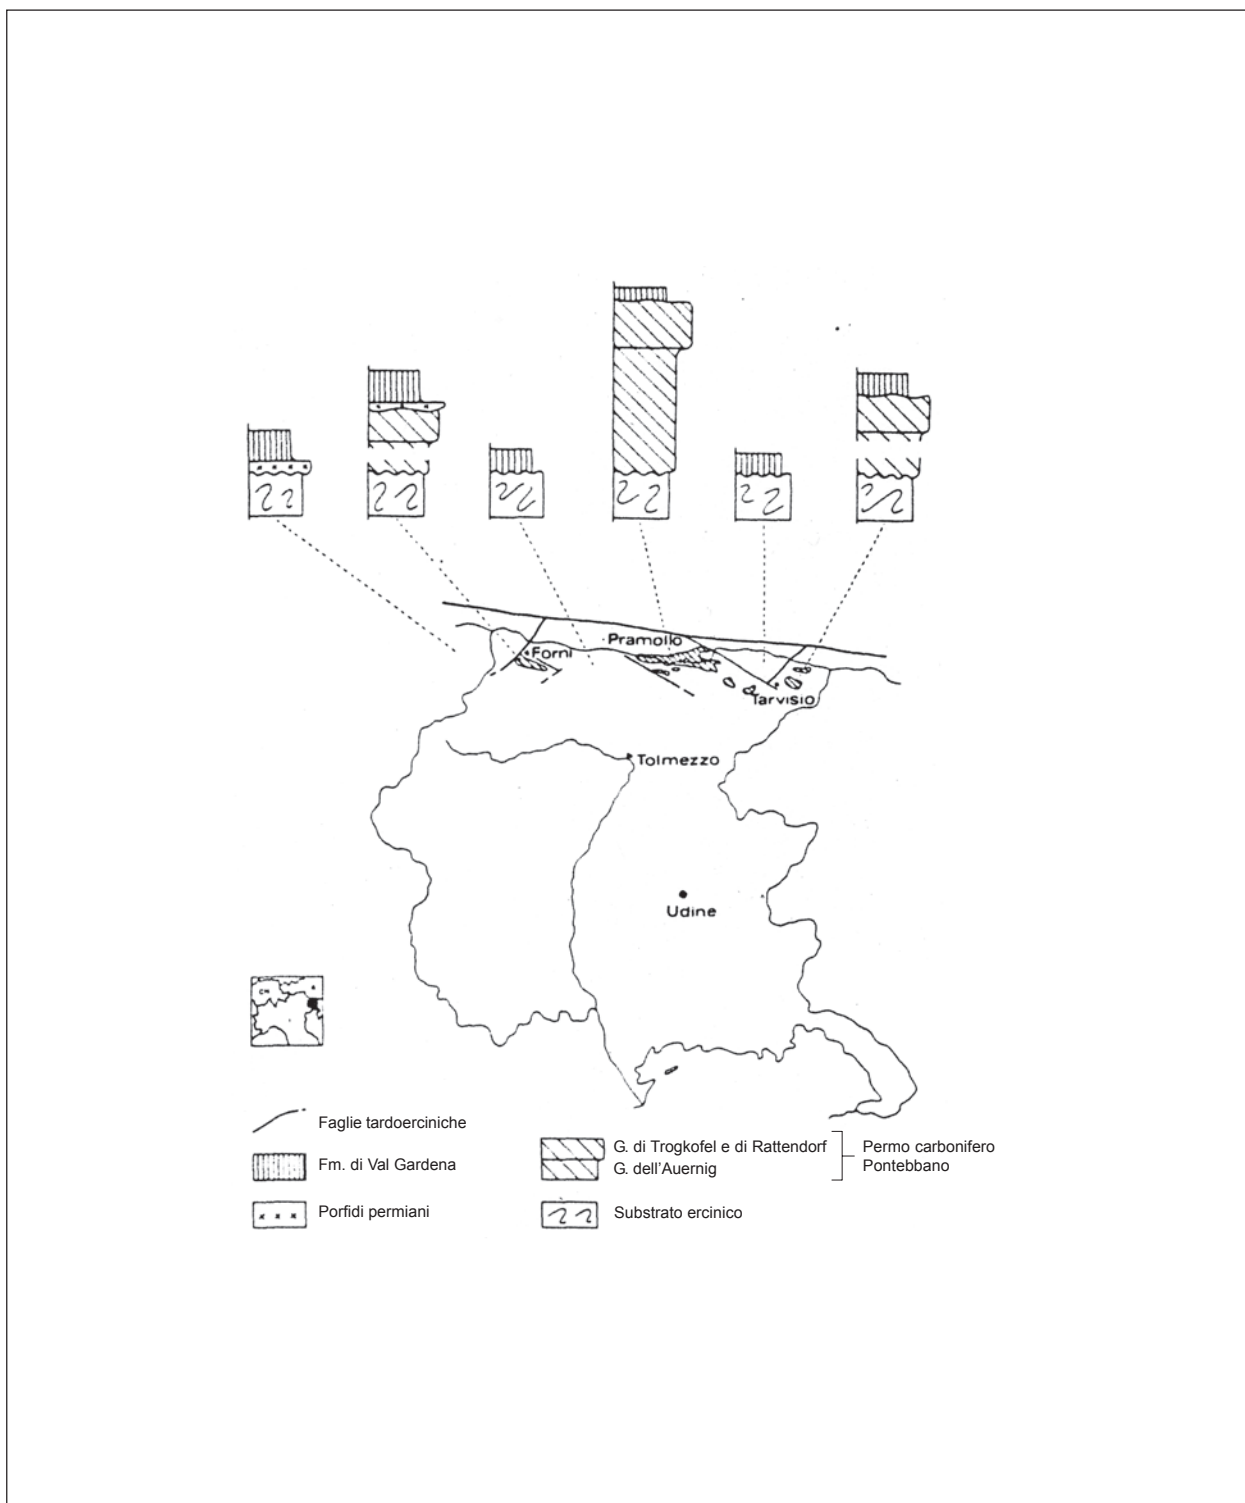 Pramollo
Forni
Tarvisio
Tolmezzo
Udine
Faglie tardoerciniche
Fm. di Val Gardena
Porfidi permiani
G. di Trogkofel e di Rattendorf
G. dell'Auernig
Permo carbonifero
Pontebbano
Substrato ercinico